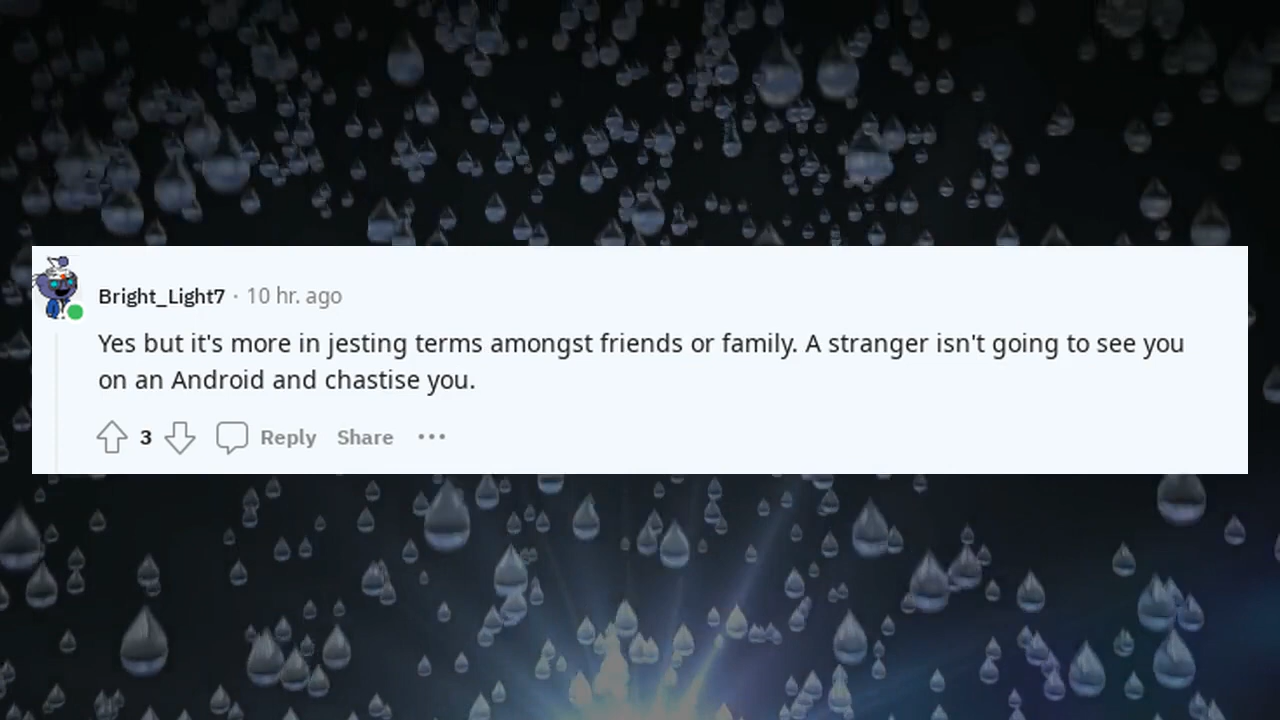 Bright_Light7 · 10 hr. ago
Yes but it's more in jesting terms amongst friends or family. A stranger isn't going to see you
on an Android and chastise you.
3 Reply Share ···